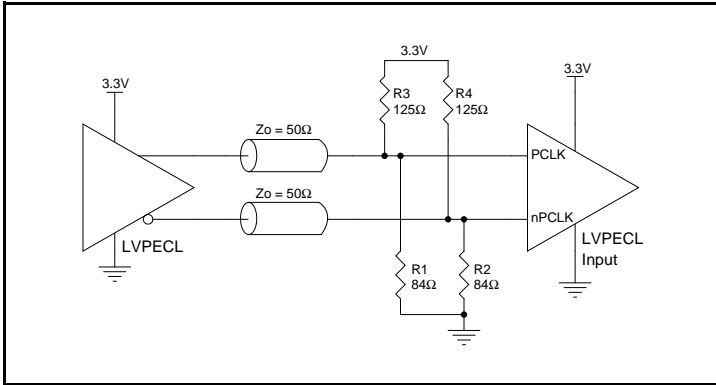 3.3V
3.3V
3.3V
R3
125Ω
R4
125Ω
Zo = 50Ω
PCLK
Zo = 50Ω
nPCLK
LVPECL
LVPECL
Input
R1
84Ω
R2
84Ω